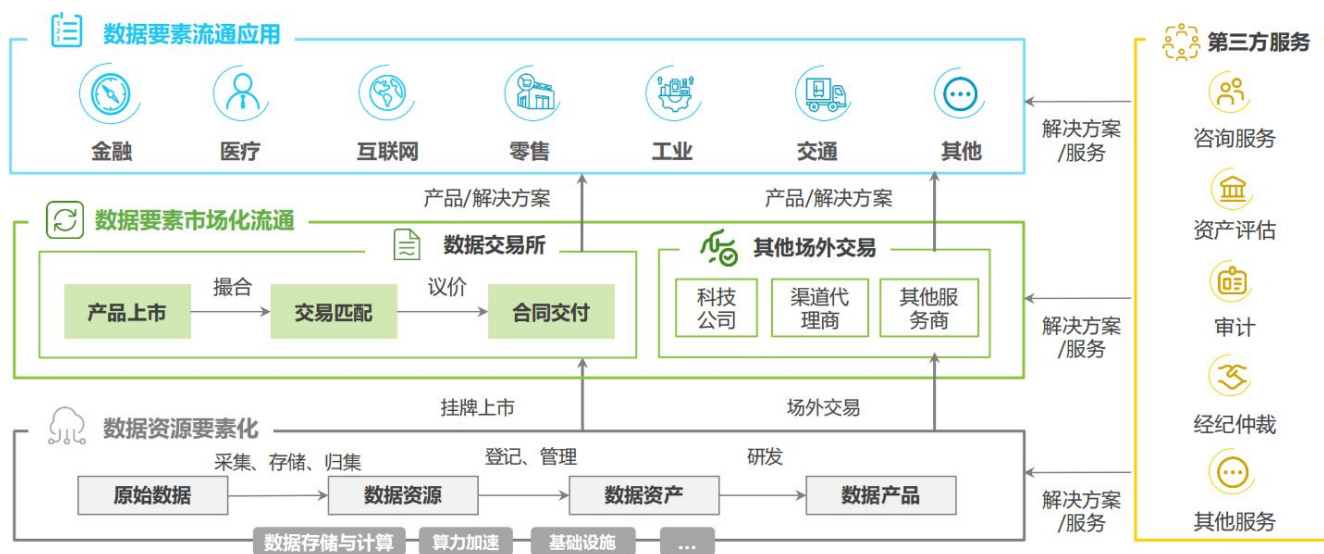 数据要素流通应用
金融
医疗
互联网
零售
工业
交通
其他
产品/解决方案
产品/解决方案
数据要素市场化流通
数据交易所
产品上市
撮合
交易匹配
议价
合同交付
其他场外交易
科技
公司
渠道代
理商
其他服
务商
挂牌上市
场外交易
数据资源要素化
原始数据
采集、存储、归集
数据资源
登记、管理
数据资产
研发
数据产品
数据存储与计算
算力加速
基础设施
...
解决方案
/服务
解决方案
/服务
解决方案
/服务
第三方服务
咨询服务
资产评估
审计
经纪仲裁
其他服务